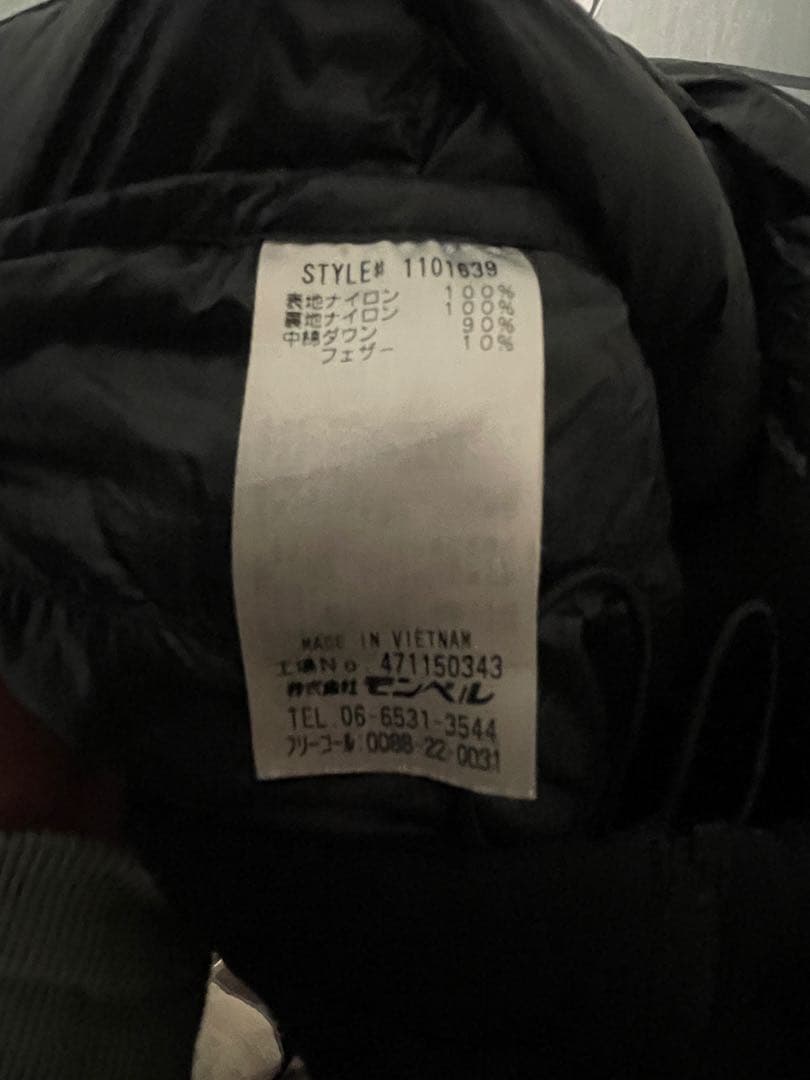 STYLE# 1101639
表地ナイロン 100%
裏地ナイロン 100%
中綿ダウン 90%
フェザー 10%
MADE IN VIETNAM
工場No. 471150343
株式会社 モンベル
TEL.06-6531-3544
フリーコール:0088-22-0031